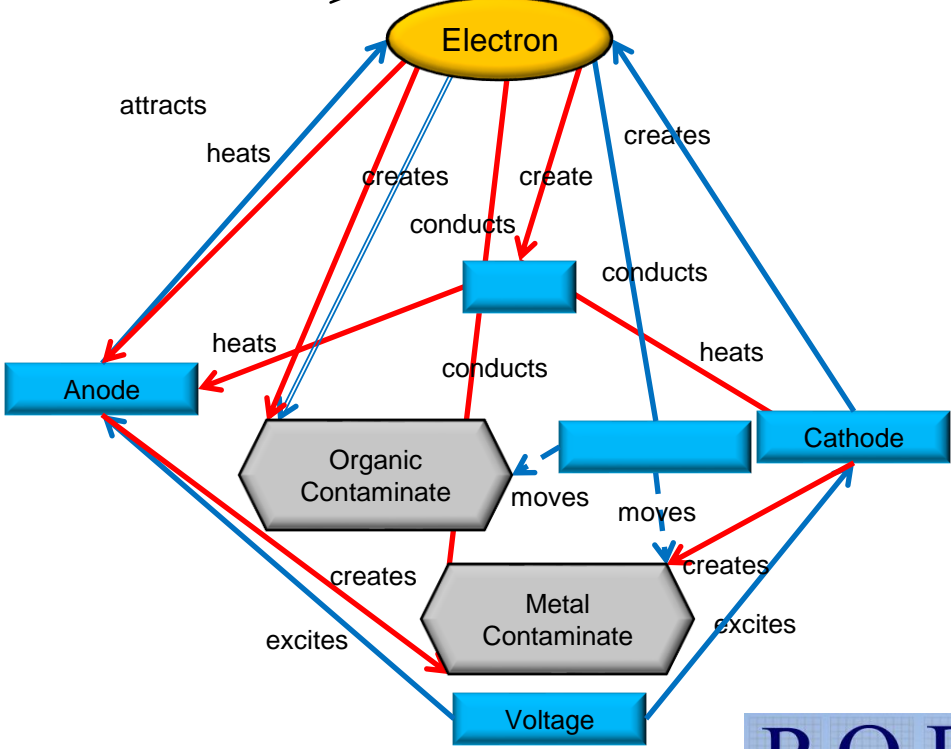 Electron
attracts
creates
heats
creates
create
conducts
conducts
heats
heats
conducts
Anode
Cathode
Organic
Contaminate
moves
moves
creates
creates
Metal
Contaminate
excites
excites
Voltage